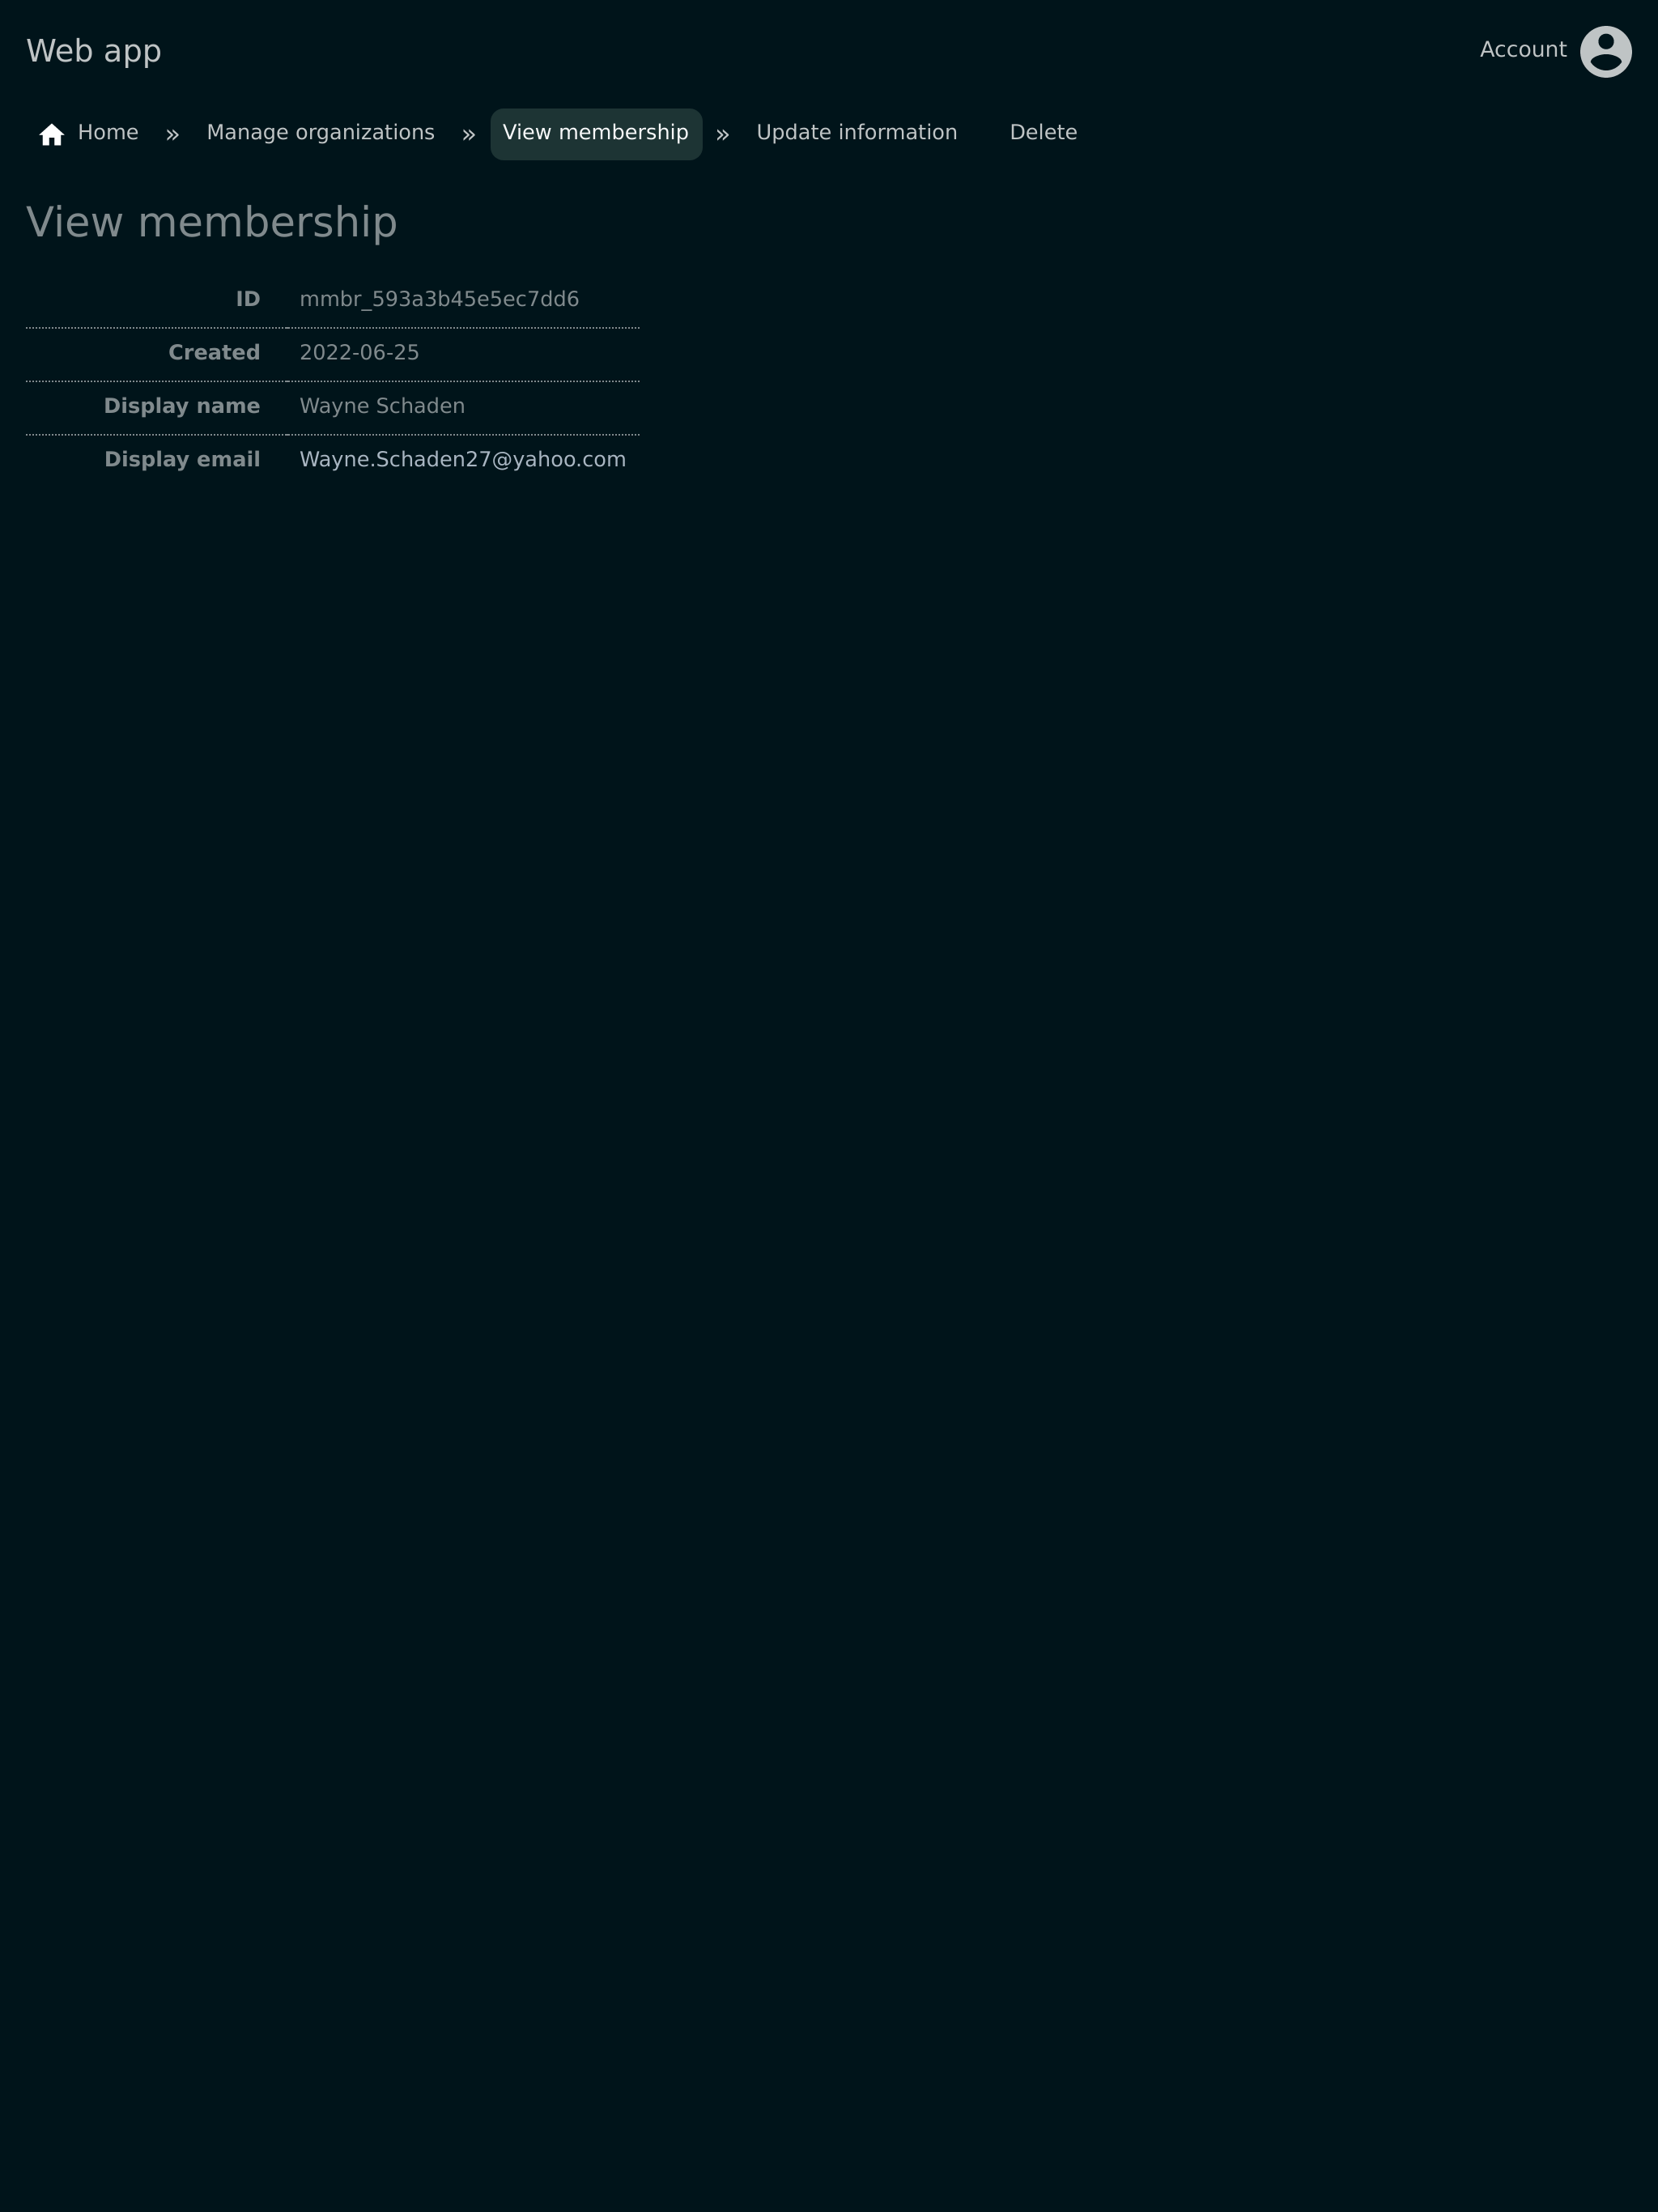 Web app
Account
Home » Manage organizations » View membership » Update information Delete
View membership
ID mmbr_593a3b45e5ec7dd6
Created 2022-06-25
Display name Wayne Schaden
Display email Wayne.Schaden27@yahoo.com